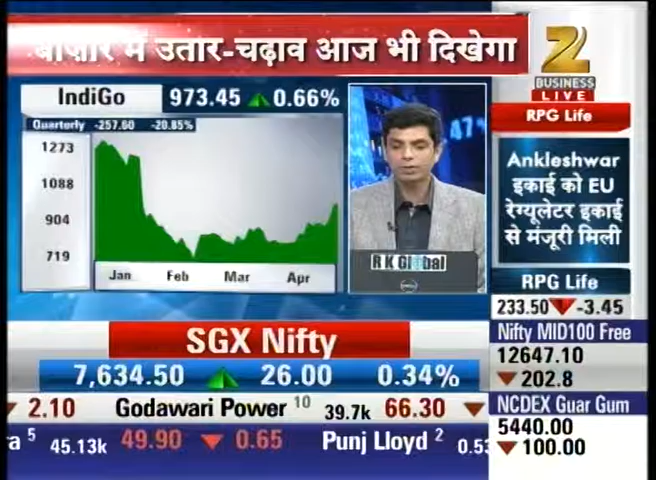 बाज़ार में उतार-चढ़ाव आज भी दिखेगा
Z
BUSINESS
LIVE
IndiGo 973.45 0.66%
Quarterly -257.60 -20.85%
1273
1088
904
719
Jan Feb Mar Apr
47
R K Global
RPG Life
Ankleshwar
इकाई को EU
रेग्यूलेटर इकाई
से मंजूरी मिली
RPG Life
233.50 -3.45
SGX Nifty
7,634.50 26.00 0.34%
Nifty MID100 Free
12647.10
202.8
NCDEX Guar Gum
5440.00
100.00
2.10 Godawari Power 10 39.7k 66.30
a 5 45.13k 49.90 0.65 Punj Lloyd 2 0.53